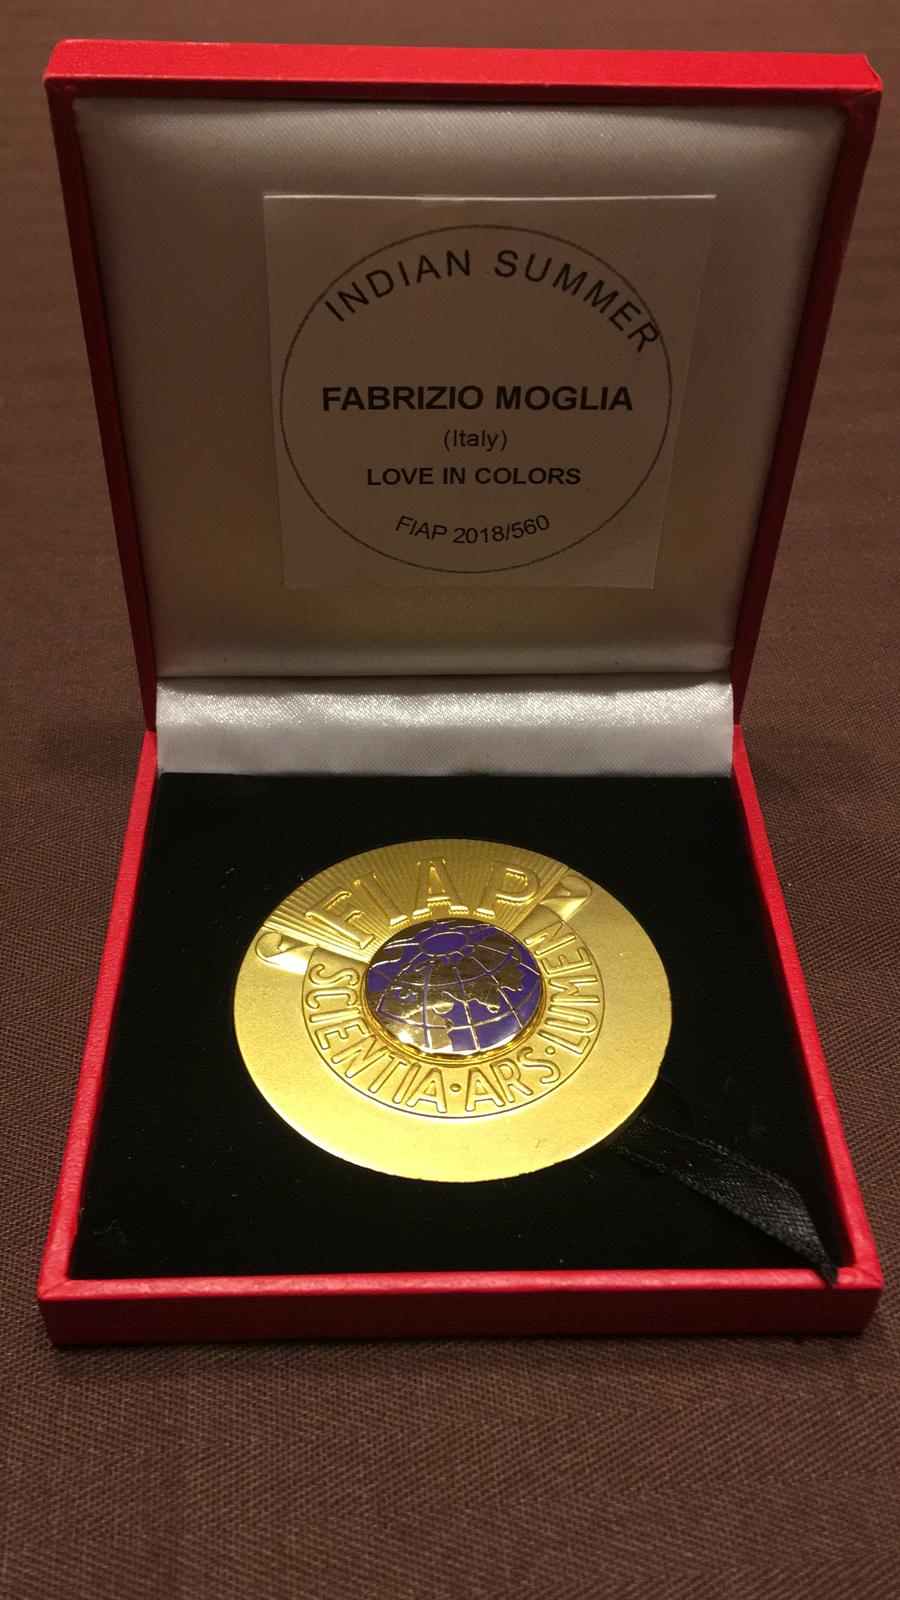 INDIAN SUMMER
FABRIZIO MOGLIA
(Italy)
LOVE IN COLORS
FIAP 2018/560
FIAP
SCIENTIA·ARS·LUMEN